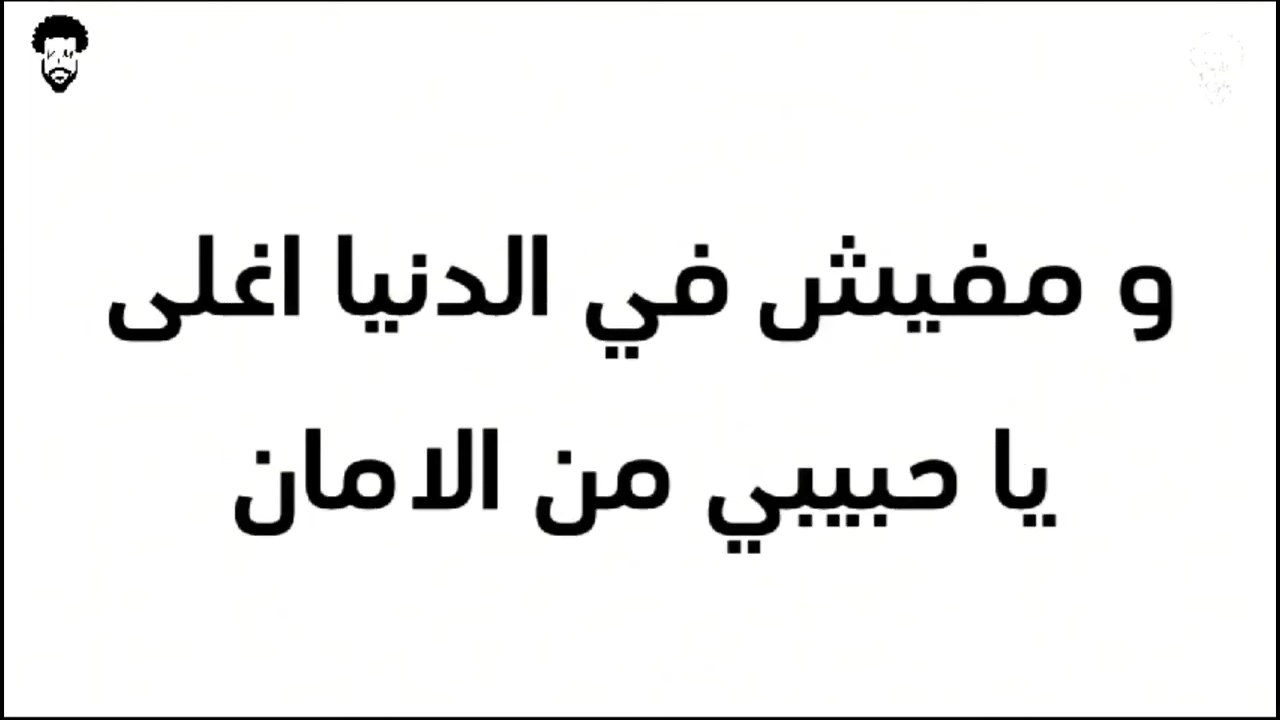 و مفيش في الدنيا اغلى
يا حبيبي من الامان